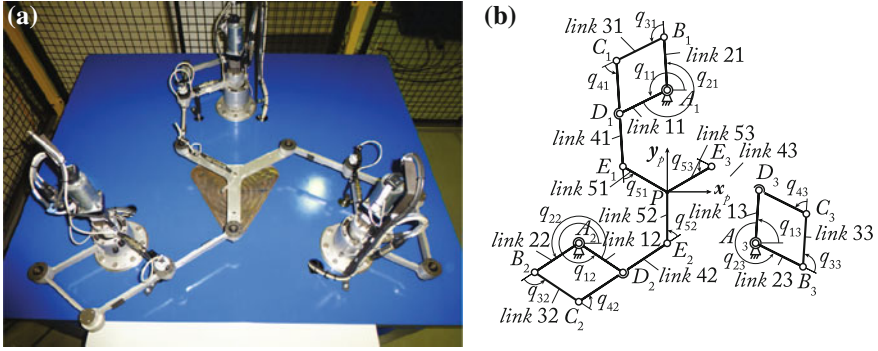 (a)
(b)
q31
B1
link 31
C1
link 21
q41
q11
q21
A1
D1
link 11
link 41
link 53
yp
E3
link 43
E1
q53
D3
q43
link 51
q51
P
xp
C3
link 52
link 13
q22
q52
q13
A2
link 12
A3
link 33
link 22
E2
B2
q12
q23
q33
link 42
link 23
D2
B3
q32
q42
link 32
C2